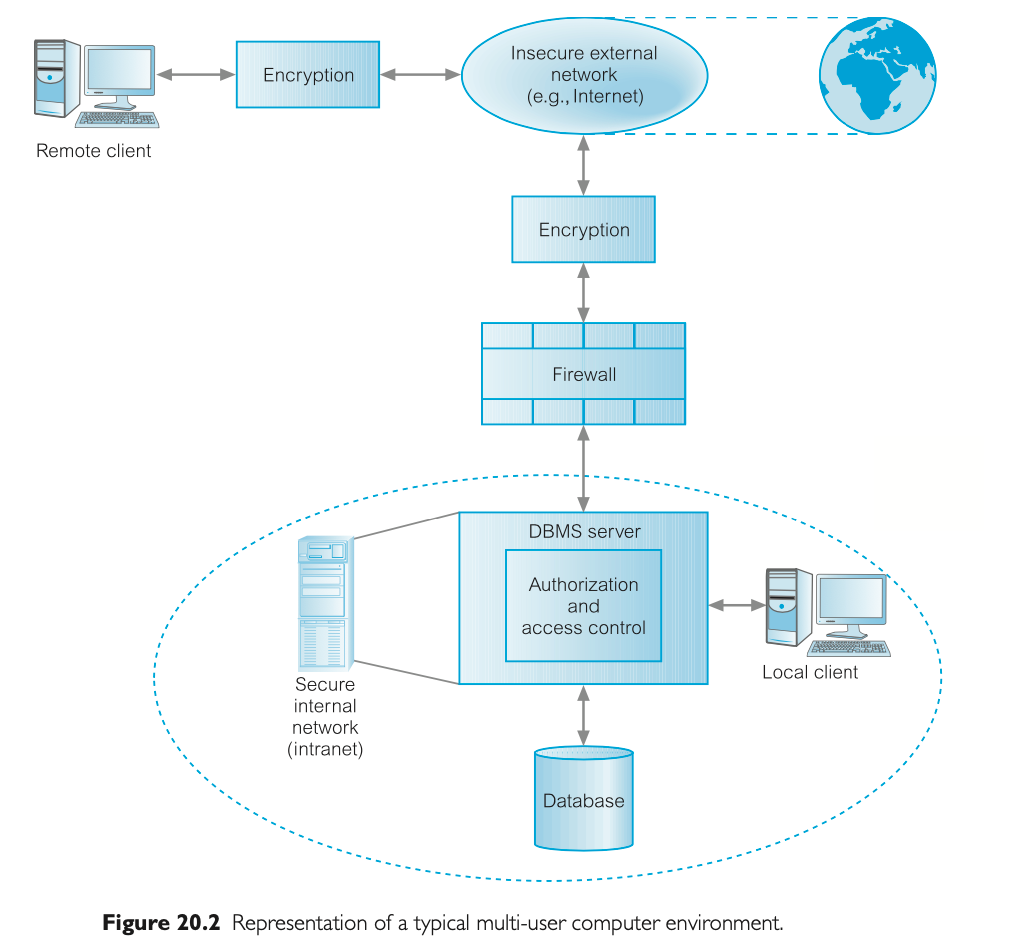 Insecure external
network
(e.g., Internet)
Encryption
Remote client
Encryption
Firewall
DBMS server
Authorization
and
access control
Local client
Secure
internal
network
(intranet)
Database
Figure 20.2 Representation of a typical multi-user computer environment.